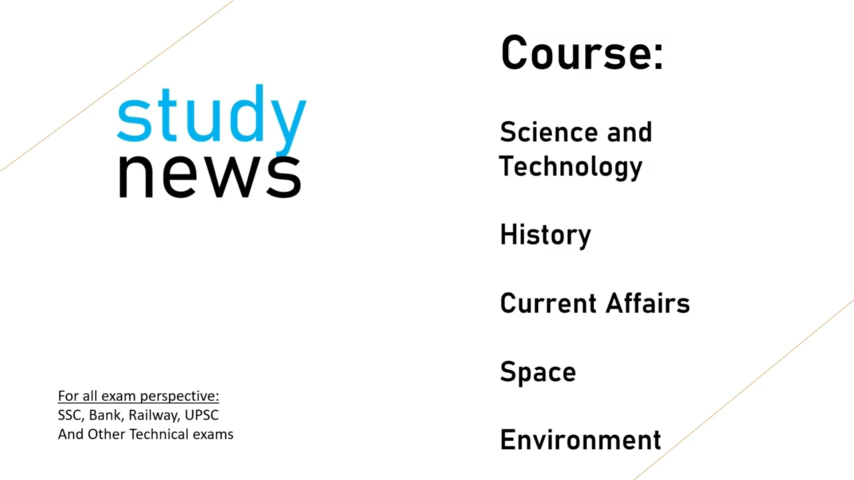 study
news
For all exam perspective:
SSC, Bank, Railway, UPSC
And Other Technical exams
Course:
Science and
Technology
History
Current Affairs
Space
Environment